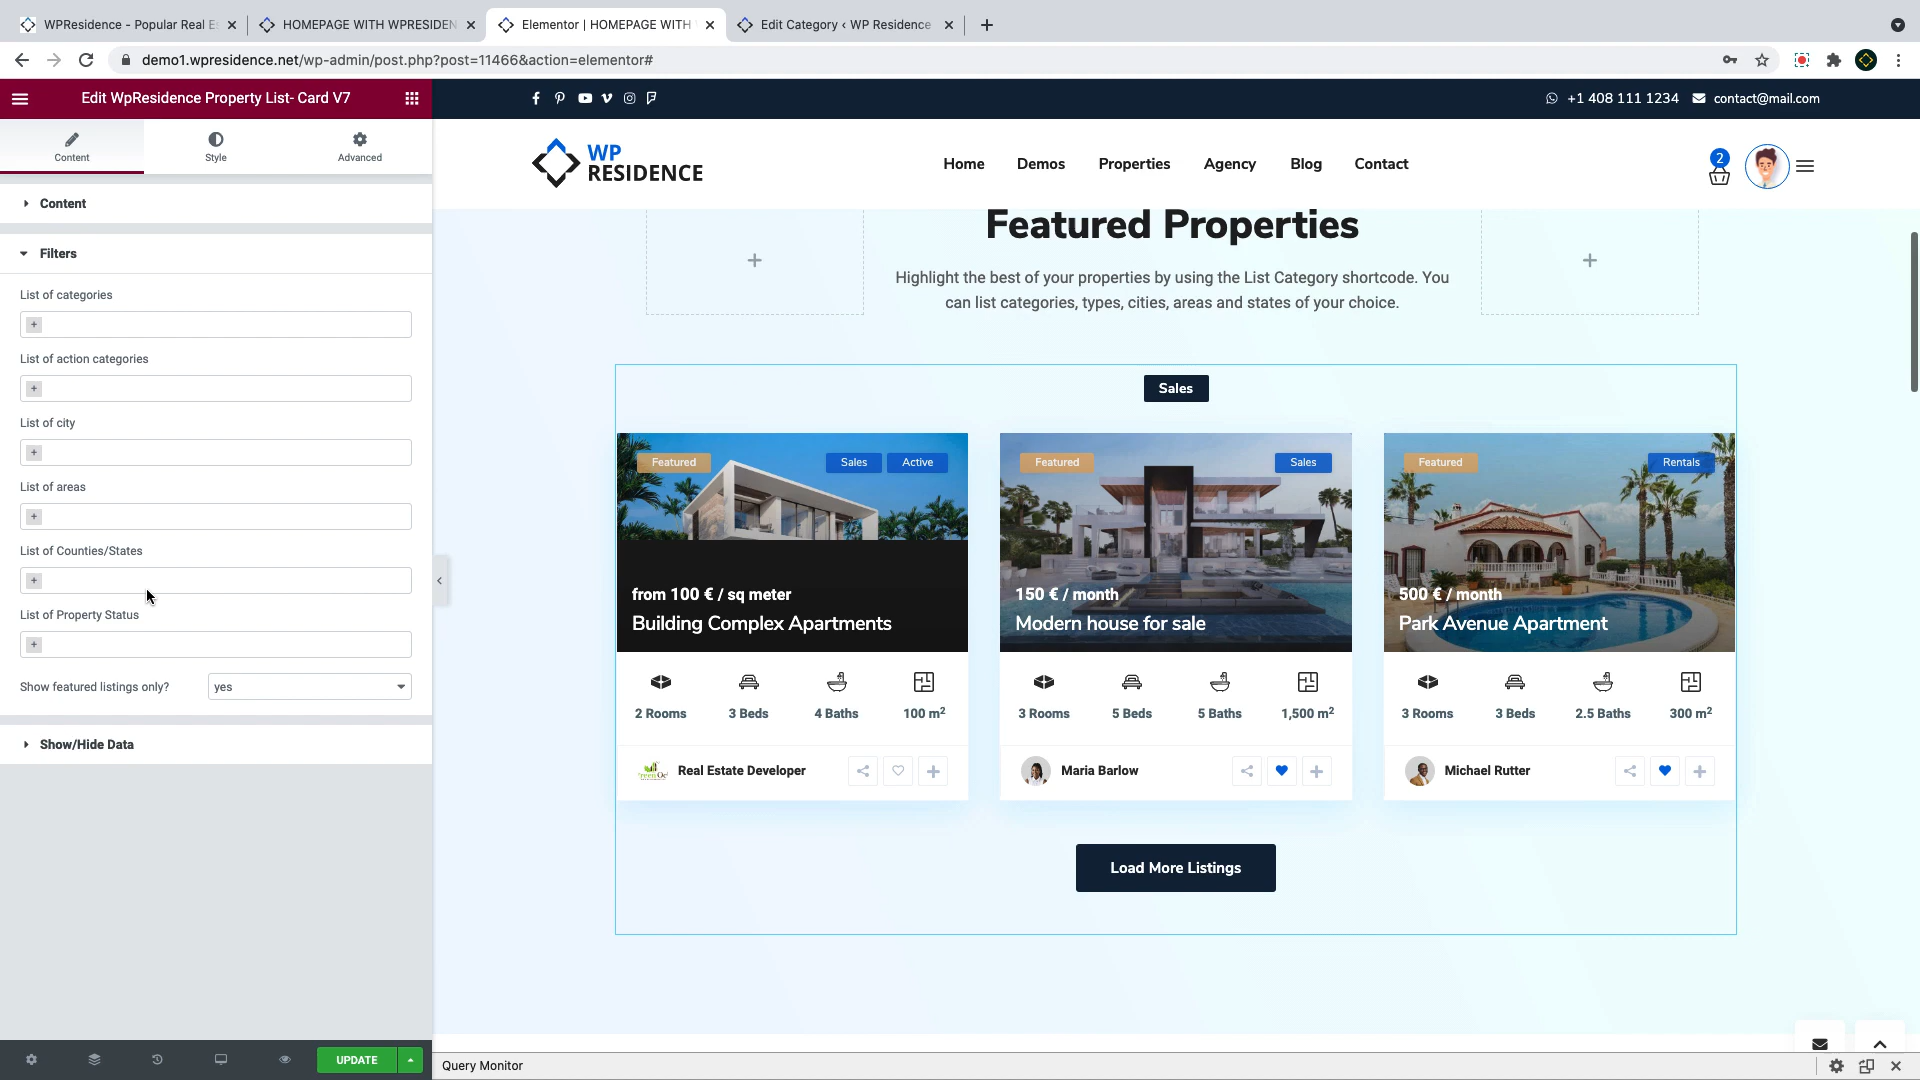 WPResidence - Popular Real E
HOMEPAGE WITH WPRESIDEN
Elementor | HOMEPAGE WITH
Edit Category ‹ WP Residence
demo1.wpresidence.net/wp-admin/post.php?post=11466&action=elementor#
Edit WpResidence Property List- Card V7
Content
Style
Advanced
Content
Filters
List of categories
+
List of action categories
+
List of city
+
List of areas
+
List of Counties/States
+
List of Property Status
+
Show featured listings only?
yes
Show/Hide Data
UPDATE
+1 408 111 1234
contact@mail.com
WP
RESIDENCE
Home
Demos
Properties
Agency
Blog
Contact
2
Featured Properties
Highlight the best of your properties by using the List Category shortcode. You
can list categories, types, cities, areas and states of your choice.
Sales
Featured
Sales
Active
from 100 € / sq meter
Building Complex Apartments
2 Rooms
3 Beds
4 Baths
100 m²
Real Estate Developer
Featured
Sales
150 € / month
Modern house for sale
3 Rooms
5 Beds
5 Baths
1,500 m²
Maria Barlow
Featured
Rentals
500 € / month
Park Avenue Apartment
3 Rooms
3 Beds
2.5 Baths
300 m²
Michael Rutter
Load More Listings
Query Monitor